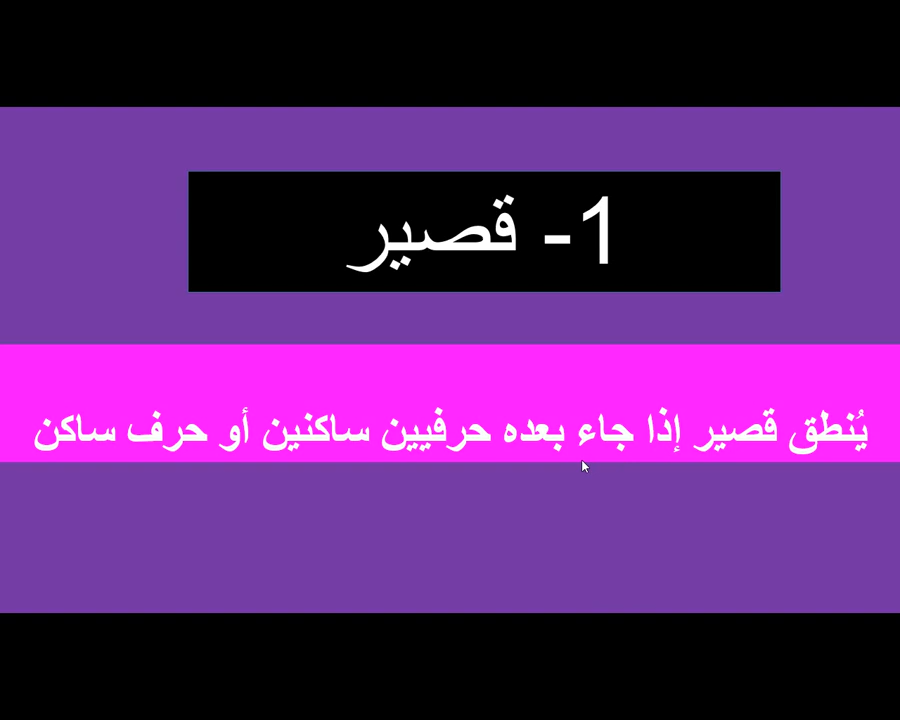 1- قصير
يُنطق قصير إذا جاء بعده حرفيين ساكنين أو حرف ساكن